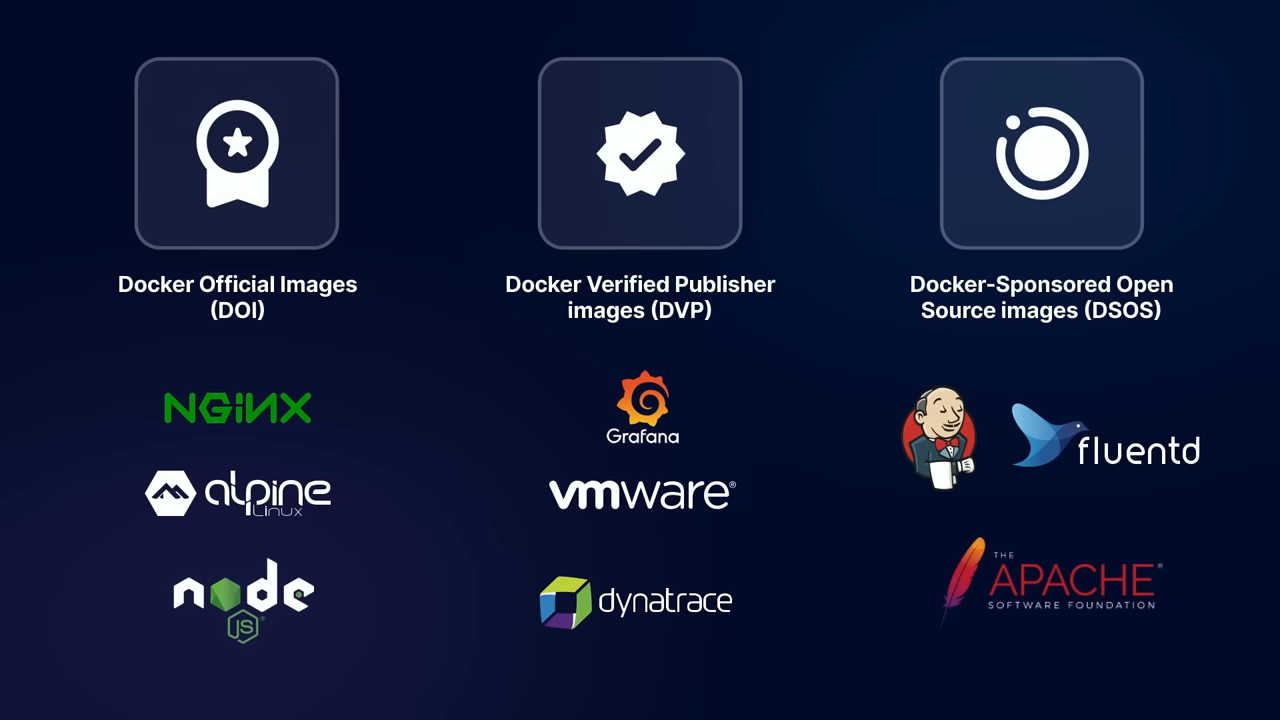 Docker Official Images
(DOI)
Docker Verified Publisher
images (DVP)
Docker-Sponsored Open
Source images (DSOS)
NGINX
alpine
Linux
node
JS
®
Grafana
vmware®
dynatrace
fluentd
THE
APACHE®
SOFTWARE FOUNDATION